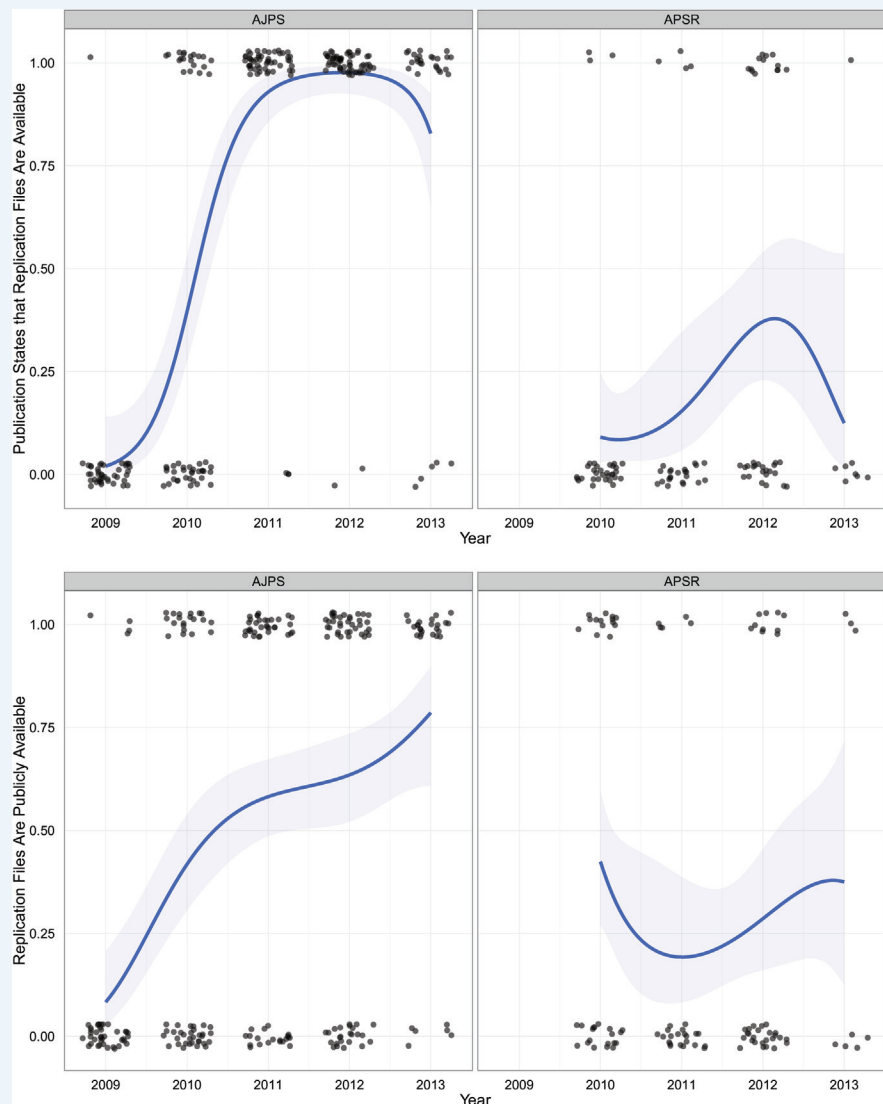 AJPS APSR
Publication States that Replication Files Are Available
1.00
0.75
0.50
0.25
0.00
2009 2010 2011 2012 2013 2009 2010 2011 2012 2013
Year
AJPS APSR
Replication Files Are Publicly Available
1.00
0.75
0.50
0.25
0.00
2009 2010 2011 2012 2013 2009 2010 2011 2012 2013
Year